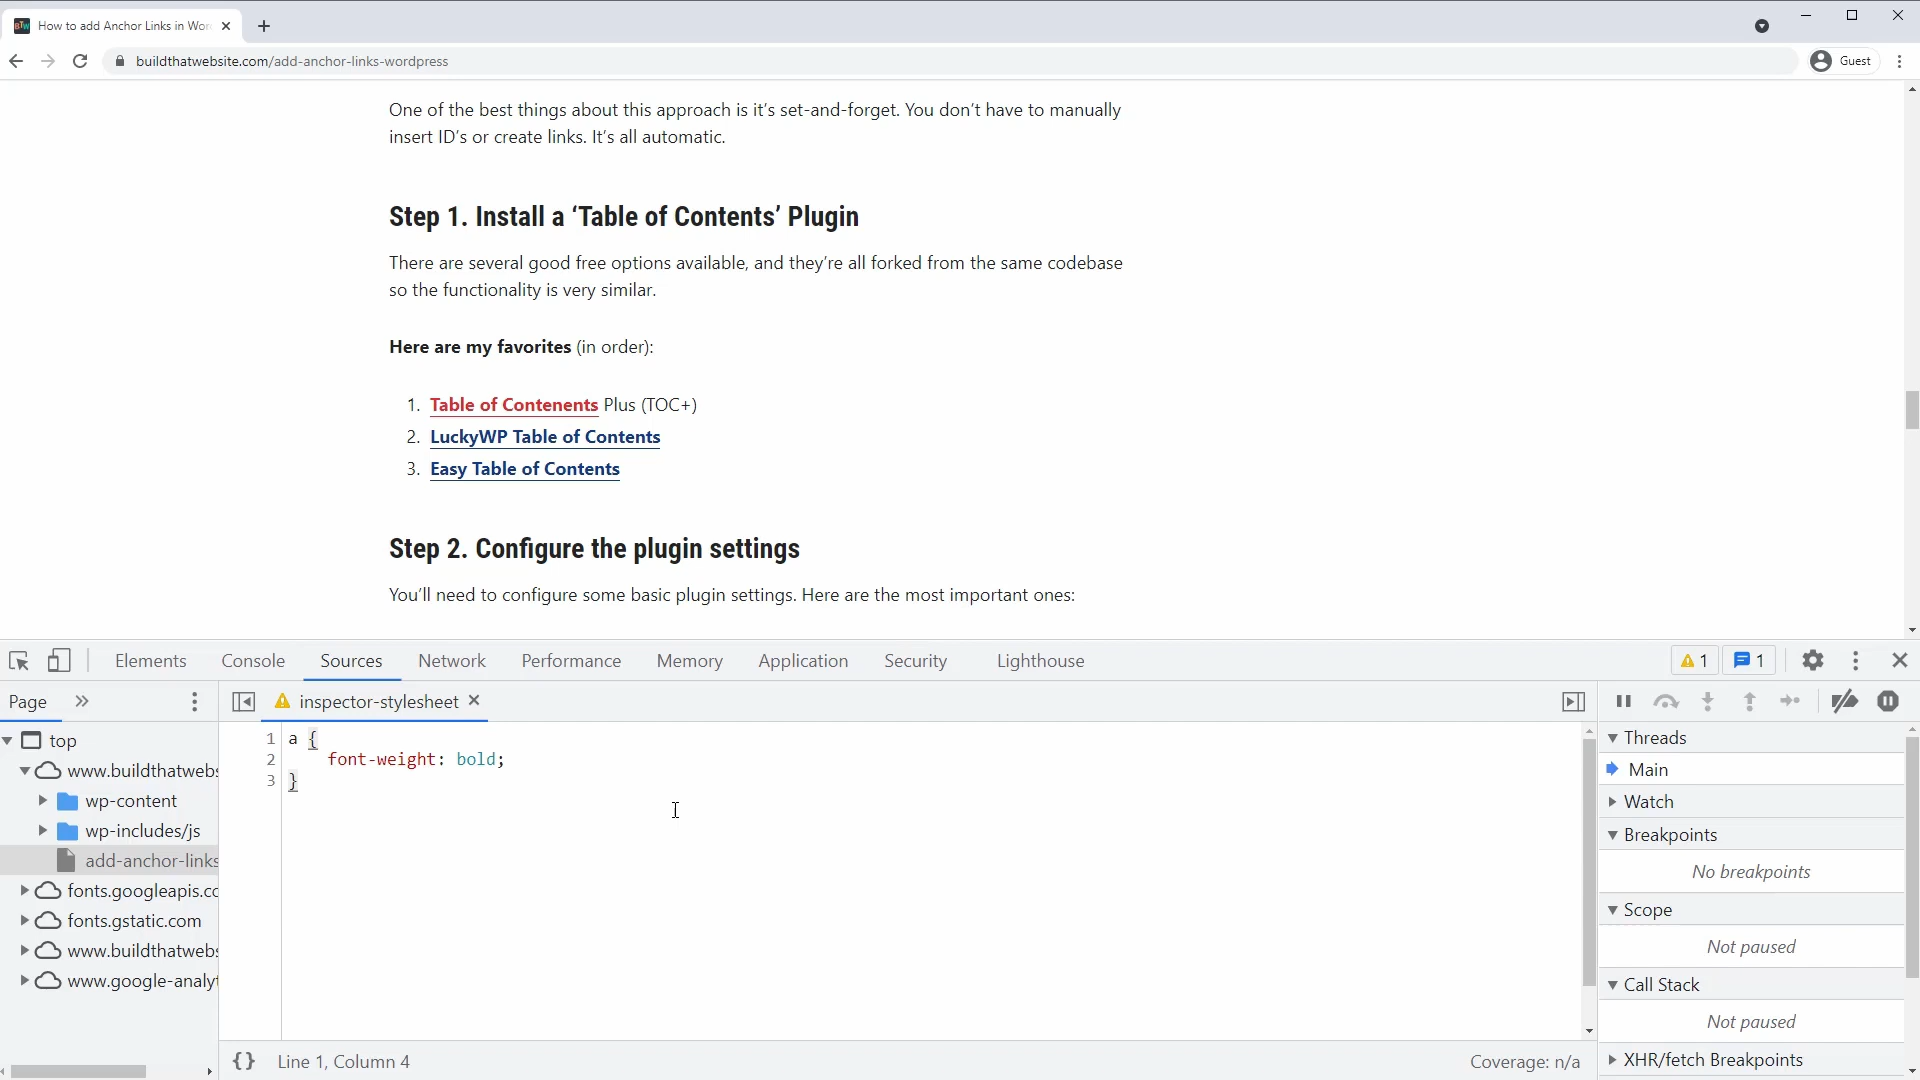 How to add Anchor Links in Wor
buildthatwebsite.com/add-anchor-links-wordpress
Guest
One of the best things about this approach is it’s set-and-forget. You don’t have to manually
insert ID’s or create links. It’s all automatic.
Step 1. Install a ‘Table of Contents’ Plugin
There are several good free options available, and they’re all forked from the same codebase
so the functionality is very similar.
Here are my favorites (in order):
1. Table of Contenents Plus (TOC+)
2. LuckyWP Table of Contents
3. Easy Table of Contents
Step 2. Configure the plugin settings
You’ll need to configure some basic plugin settings. Here are the most important ones:
Elements Console Sources Network Performance Memory Application Security Lighthouse 1 1
Page
inspector-stylesheet
top
www.buildthatwebs
wp-content
wp-includes/js
add-anchor-links
fonts.googleapis.co
fonts.gstatic.com
www.buildthatwebs
www.google-analyt
1 a {
2 font-weight: bold;
3 }
{} Line 1, Column 4
Coverage: n/a
Threads
Main
Watch
Breakpoints
No breakpoints
Scope
Not paused
Call Stack
Not paused
XHR/fetch Breakpoints